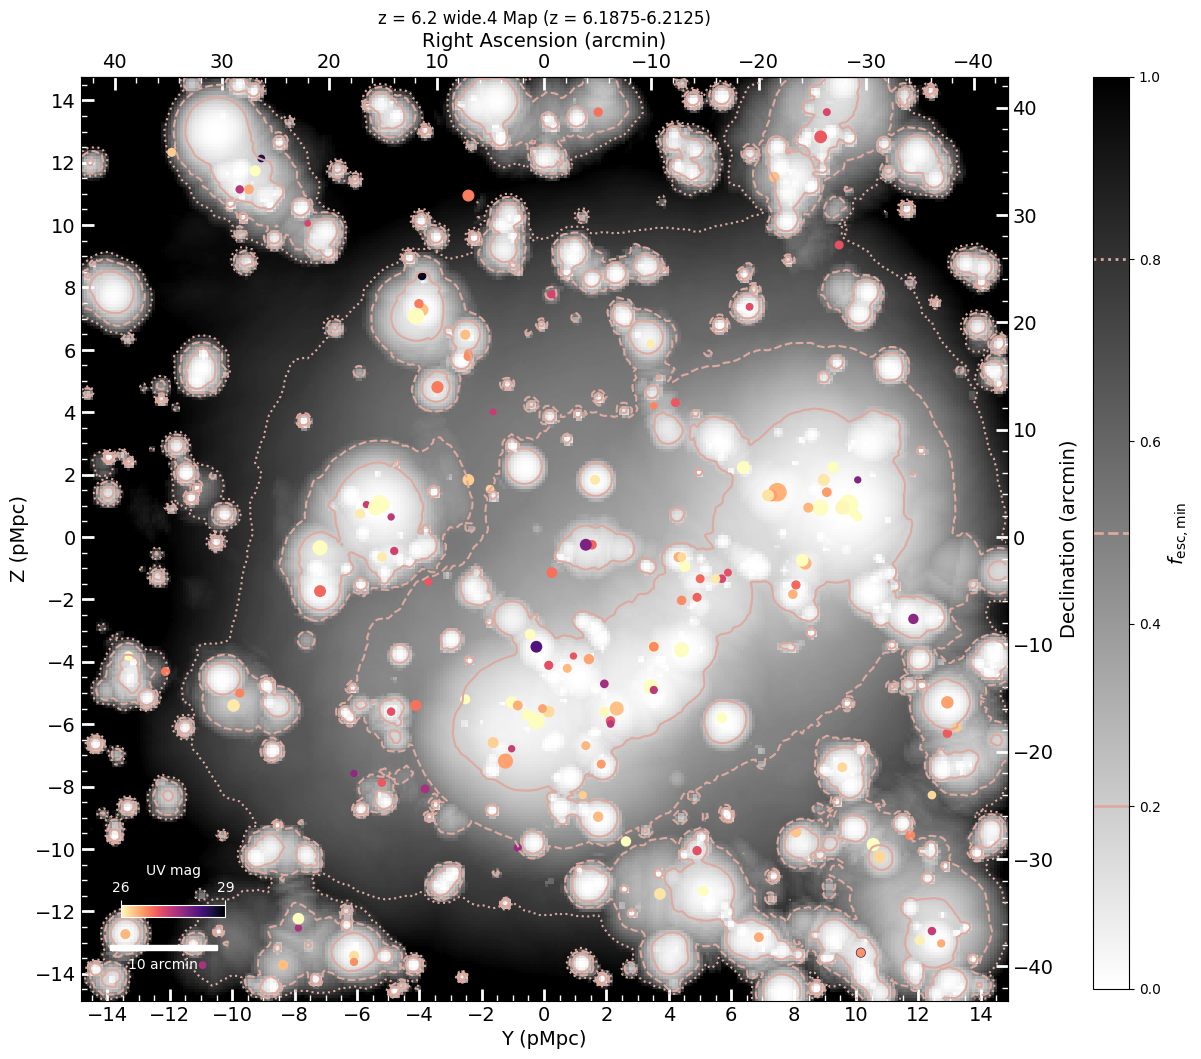 z = 6.2 wide.4 Map (z = 6.1875-6.2125)
Right Ascension (arcmin)
40 30 20 10 0 −10 −20 −30 −40
1.0
14 40
12
10 30
0.8
8
6 20
4 10
0.6
2
Z (pMpc)
0 0
Declination (arcmin)
fesc,min
−2
−4 −10
0.4
−6
−8 −20
0.2
−10 −30
UV mag
26 29
−12
10 arcmin
−14 −40
0.0
−14 −12 −10 −8 −6 −4 −2 0 2 4 6 8 10 12 14
Y (pMpc)